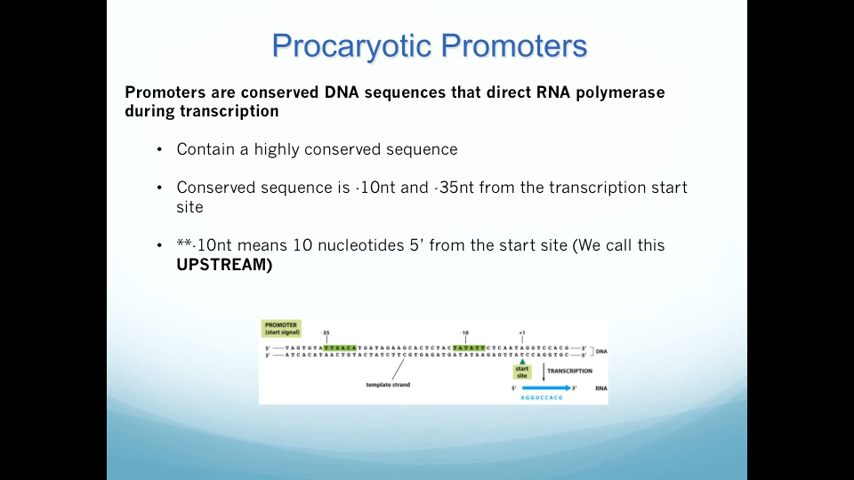 Procaryotic Promoters
Promoters are conserved DNA sequences that direct RNA polymerase
during transcription
• Contain a highly conserved sequence
• Conserved sequence is -10nt and -35nt from the transcription start
site
• **-10nt means 10 nucleotides 5’ from the start site (We call this
UPSTREAM)
PROMOTER
(start signal)
-35
-10
+1
5'
3'
3'
5'
DNA
template strand
start
site
TRANSCRIPTION
5'
3'
RNA
AGGUCCACG